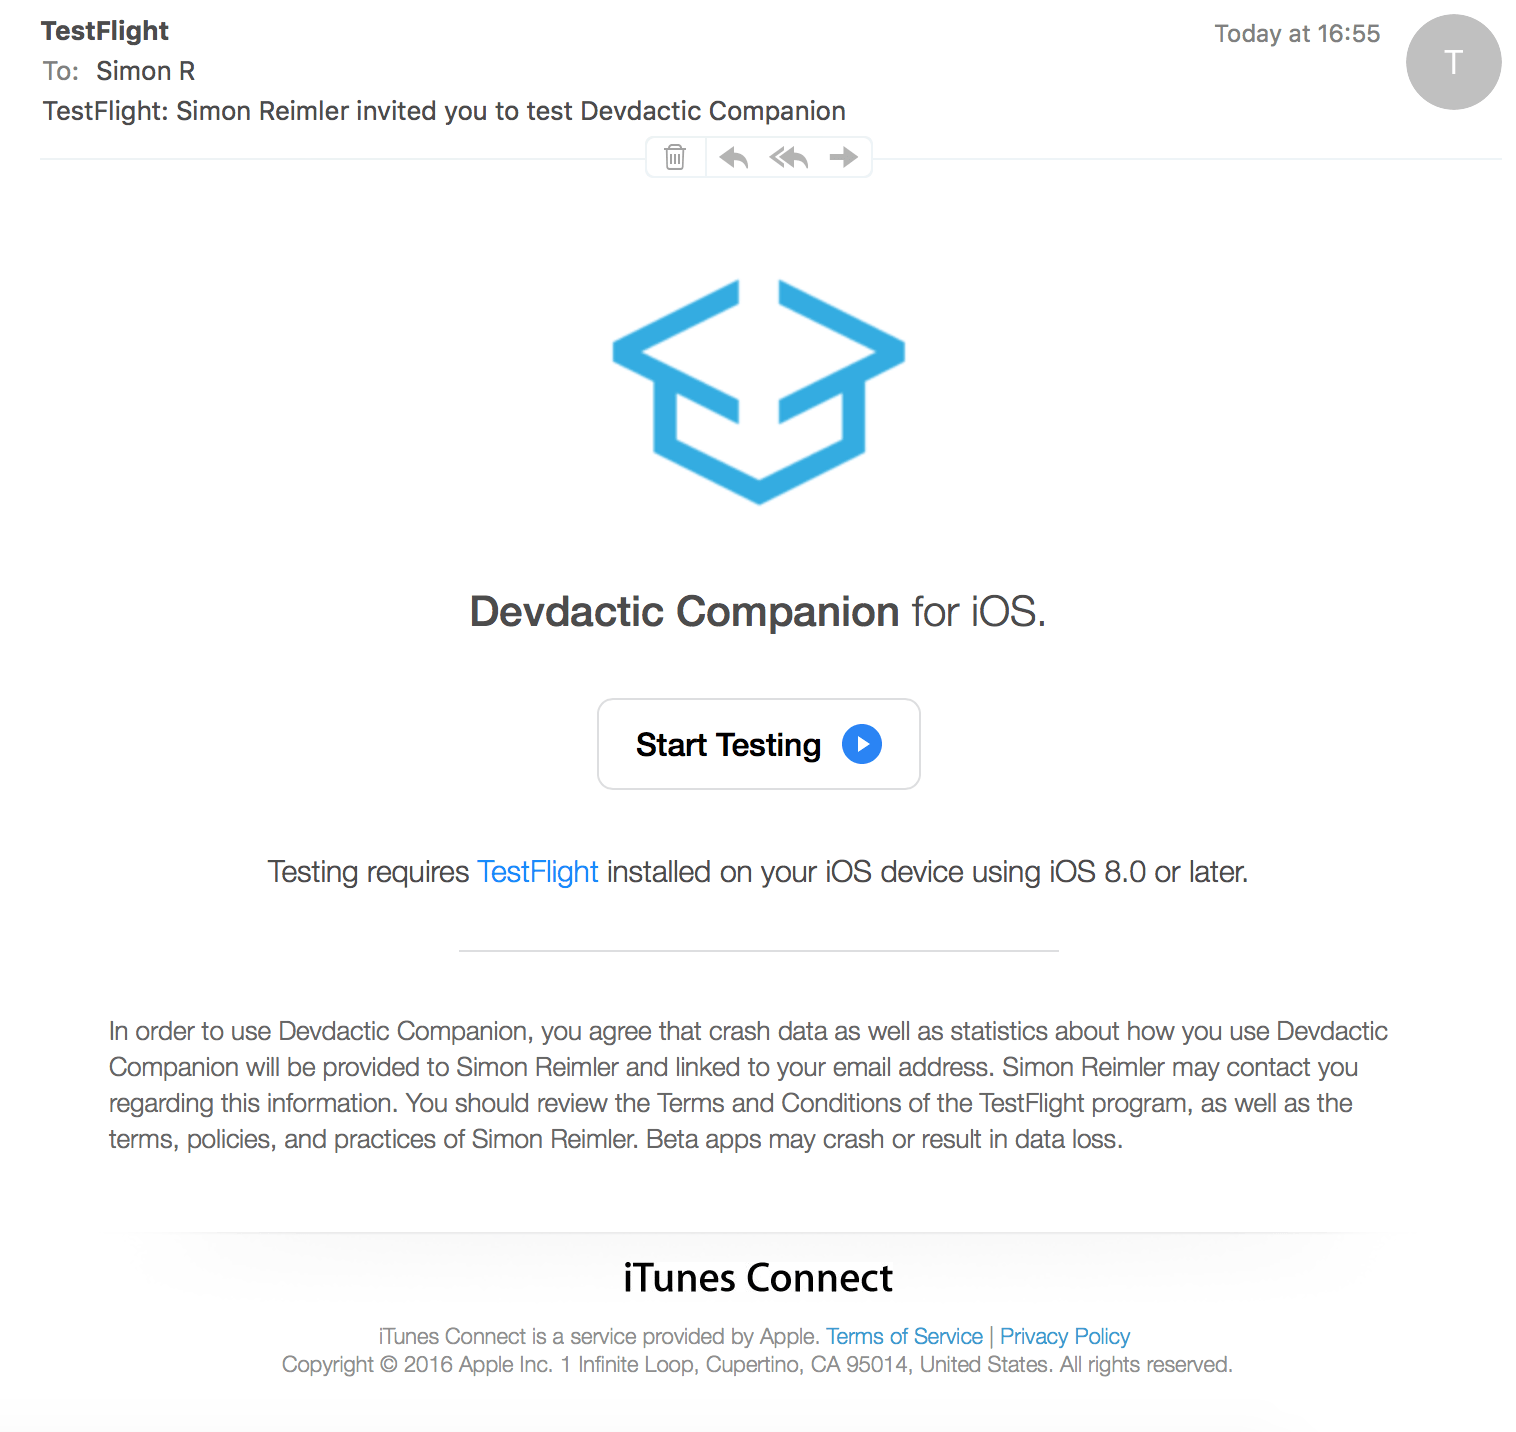 TestFlight
Today at 16:55
T
To: Simon R
TestFlight: Simon Reimler invited you to test Devdactic Companion
Devdactic Companion for iOS.
Start Testing
Testing requires TestFlight installed on your iOS device using iOS 8.0 or later.
In order to use Devdactic Companion, you agree that crash data as well as statistics about how you use Devdactic
Companion will be provided to Simon Reimler and linked to your email address. Simon Reimler may contact you
regarding this information. You should review the Terms and Conditions of the TestFlight program, as well as the
terms, policies, and practices of Simon Reimler. Beta apps may crash or result in data loss.
iTunes Connect
iTunes Connect is a service provided by Apple. Terms of Service | Privacy Policy
Copyright © 2016 Apple Inc. 1 Infinite Loop, Cupertino, CA 95014, United States. All rights reserved.